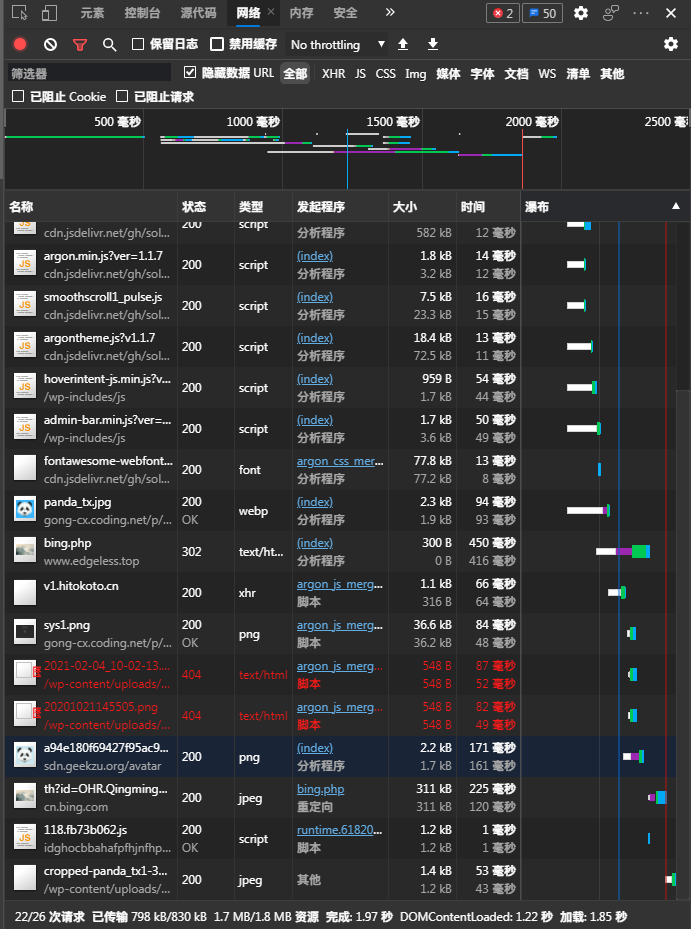 元素 控制台 源代码 网络 内存 安全 2 50
保留日志 禁用缓存 No throttling
筛选器 隐藏数据 URL 全部 XHR JS CSS Img 媒体 字体 文档 WS 清单 其他
已阻止 Cookie 已阻止请求
500 毫秒 1000 毫秒 1500 毫秒 2000 毫秒 2500 毫
名称 状态 类型 发起程序 大小 时间 瀑布
200 script
cdn.jsdelivr.net/gh/sol... 分析程序 582 kB 12 毫秒
argon.min.js?ver=1.1.7 200 script (index) 1.8 kB 14 毫秒
cdn.jsdelivr.net/gh/sol... 分析程序 3.2 kB 12 毫秒
smoothscroll1_pulse.js 200 script (index) 7.5 kB 16 毫秒
cdn.jsdelivr.net/gh/sol... 分析程序 23.3 kB 15 毫秒
argontheme.js?v1.1.7 200 script (index) 18.4 kB 13 毫秒
cdn.jsdelivr.net/gh/sol... 分析程序 72.5 kB 11 毫秒
hoverintent-js.min.js?v... 200 script (index) 959 B 54 毫秒
/wp-includes/js 分析程序 1.7 kB 44 毫秒
admin-bar.min.js?ver=... 200 script (index) 1.7 kB 50 毫秒
/wp-includes/js 分析程序 3.6 kB 49 毫秒
fontawesome-webfont... 200 font argon_css_mer... 77.8 kB 13 毫秒
cdn.jsdelivr.net/gh/sol... 分析程序 77.2 kB 8 毫秒
panda_tx.jpg 200 webp (index) 2.3 kB 94 毫秒
gong-cx.coding.net/p/... OK 分析程序 1.9 kB 93 毫秒
bing.php 302 text/ht... (index) 300 B 450 毫秒
www.edgeless.top 分析程序 0 B 416 毫秒
v1.hitokoto.cn 200 xhr argon_js_merg... 1.1 kB 66 毫秒
脚本 316 B 64 毫秒
sys1.png 200 png argon_js_merg... 36.6 kB 84 毫秒
gong-cx.coding.net/p/... OK 脚本 36.2 kB 48 毫秒
2021-02-04_10-02-13.... 404 text/html argon_js_merg... 548 B 87 毫秒
/wp-content/uploads/... 脚本 548 B 52 毫秒
20201021145505.png 404 text/html argon_js_merg... 548 B 82 毫秒
/wp-content/uploads/... 脚本 548 B 49 毫秒
a94e180f69427f95ac9... 200 png (index) 2.2 kB 171 毫秒
sdn.geekzu.org/avatar 分析程序 1.7 kB 161 毫秒
th?id=OHR.Qingming... 200 jpeg bing.php 311 kB 225 毫秒
cn.bing.com 重定向 311 kB 120 毫秒
118.fb73b062.js 200 script runtime.61820... 1.2 kB 1 毫秒
idghocbbahafpfhjnfhp... OK 脚本 1.2 kB 1 毫秒
cropped-panda_tx1-3... 200 jpeg 其他 1.4 kB 53 毫秒
/wp-content/uploads/... 1.2 kB 43 毫秒
22/26 次请求 已传输 798 kB/830 kB 1.7 MB/1.8 MB 资源 完成: 1.97 秒 DOMContentLoaded: 1.22 秒 加载: 1.85 秒